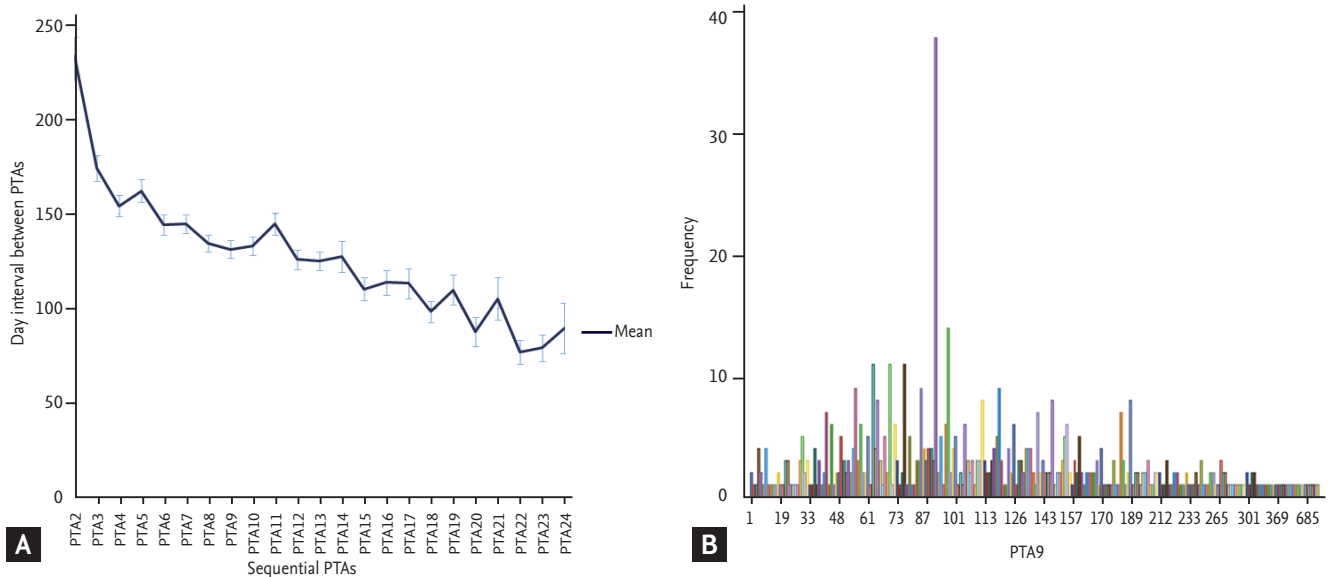 250
200
150
100
50
0
Day interval between PTAs
PTA2
PTA3
PTA4
PTA5
PTA6
PTA7
PTA8
PTA9
PTA10
PTA11
PTA12
PTA13
PTA14
PTA15
PTA16
PTA17
PTA18
PTA19
PTA20
PTA21
PTA22
PTA23
PTA24
Sequential PTAs
Mean
A
40
30
20
10
0
Frequency
1 19 33 48 61 73 87 101 113 126 143 157 170 189 212 233 265 301 369 685
PTA9
B